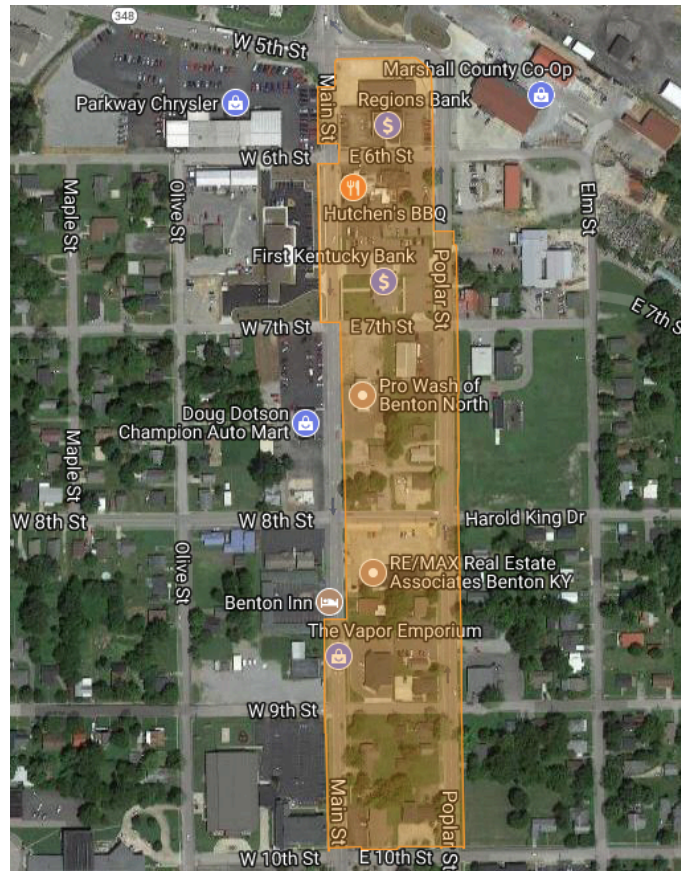 348
W 5th St
Marshall County Co-Op
Parkway Chrysler
Main St
Regions Bank
W 6th St
E 6th St
Maple St
Olive St
Hutchen's BBQ
Elm St
First Kentucky Bank
Poplar St
E 7th S
W 7th St
E 7th St
Pro Wash of
Benton North
Doug Dotson
Champion Auto Mart
Maple St
W 8th St
W 8th St
Harold King Dr
Olive St
RE/MAX Real Estate
Associates Benton KY
Benton Inn
The Vapor Emporium
W 9th St
Main St
Poplar St
W 10th St
E 10th St